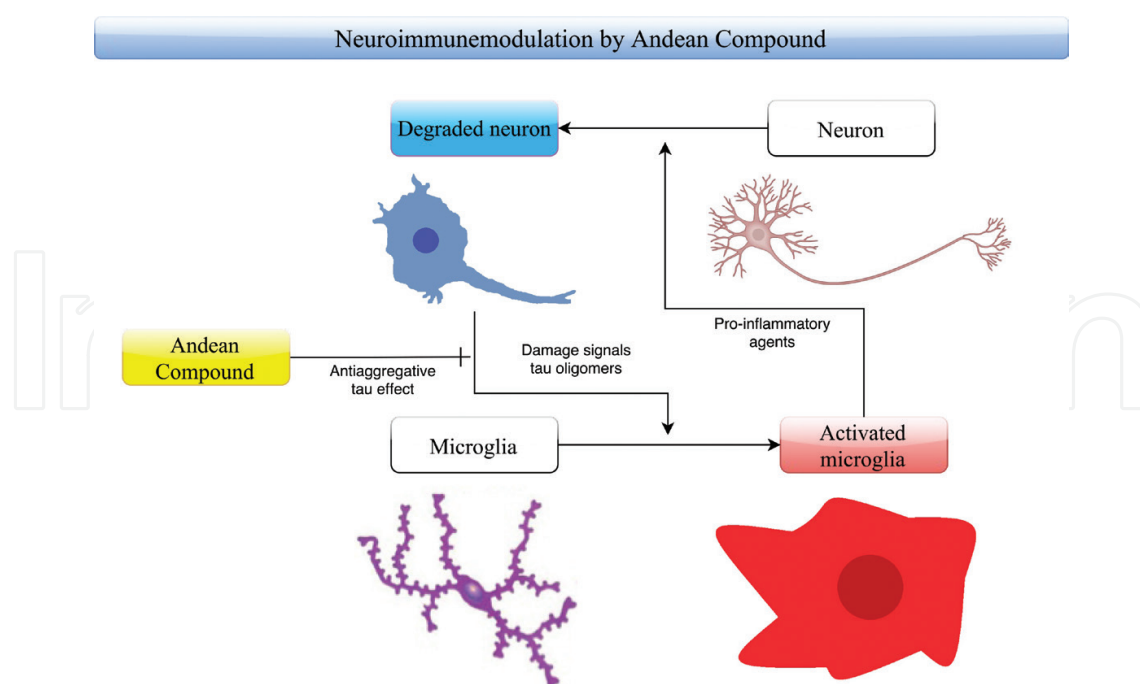 Neuroimmunemodulation by Andean Compound
Degraded neuron
Neuron
Pro-inflammatory
agents
Andean
Compound
Antiaggregative
tau effect
Damage signals
tau oligomers
Microglia
Activated
microglia